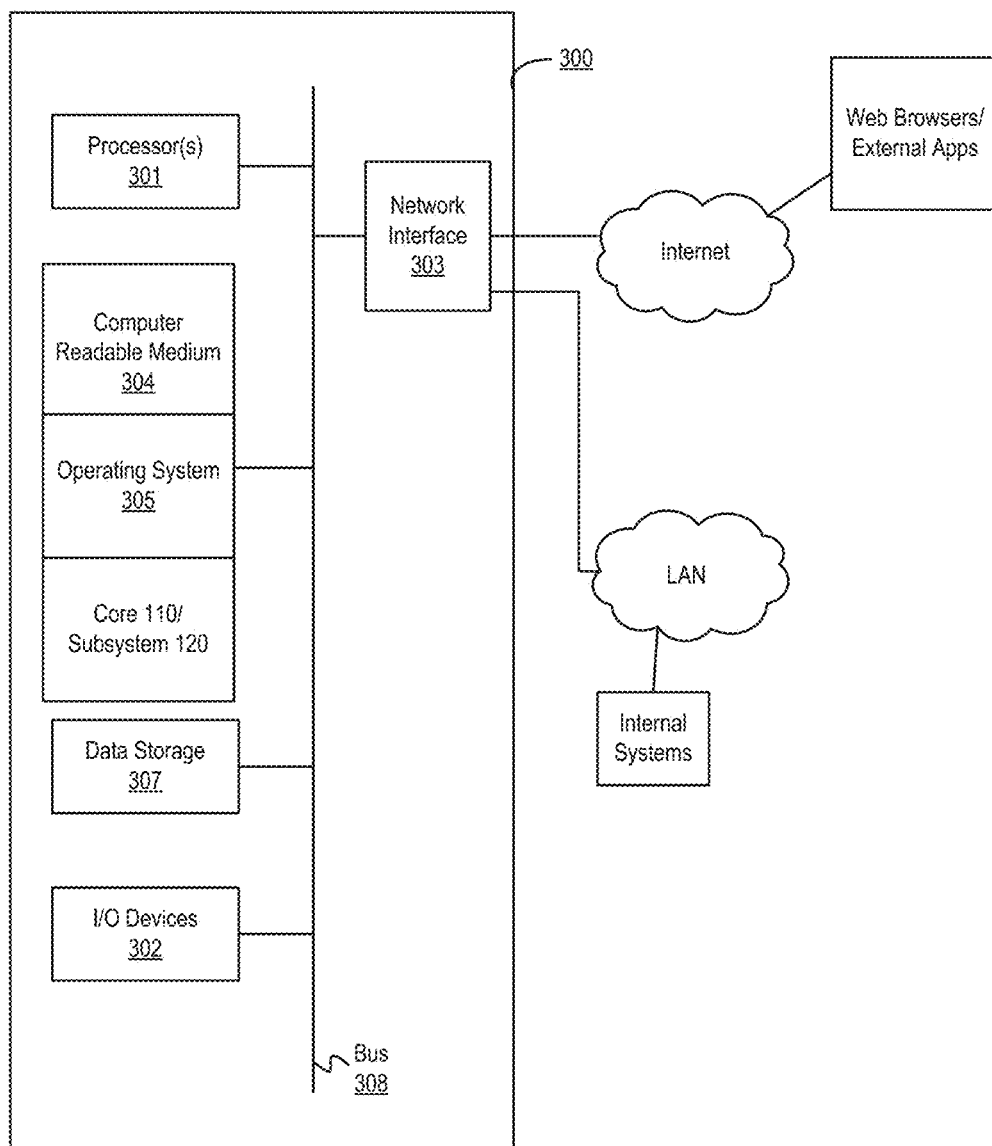 300
Processor(s)
301
Network
Interface
303
Web Browsers/
External Apps
Internet
Computer
Readable Medium
304
Operating System
305
Core 110/
Subsystem 120
LAN
Internal
Systems
Data Storage
307
I/O Devices
302
Bus
308